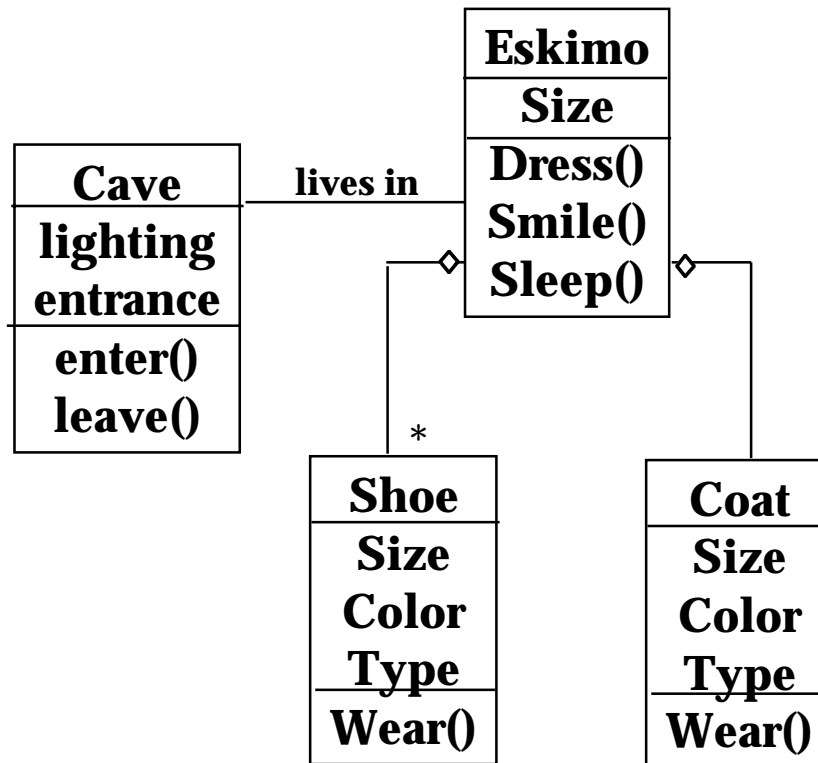 Eskimo
Size
Dress()
Smile()
Sleep()
Cave
lighting
entrance
enter()
leave()
lives in
*
Shoe
Size
Color
Type
Wear()
Coat
Size
Color
Type
Wear()